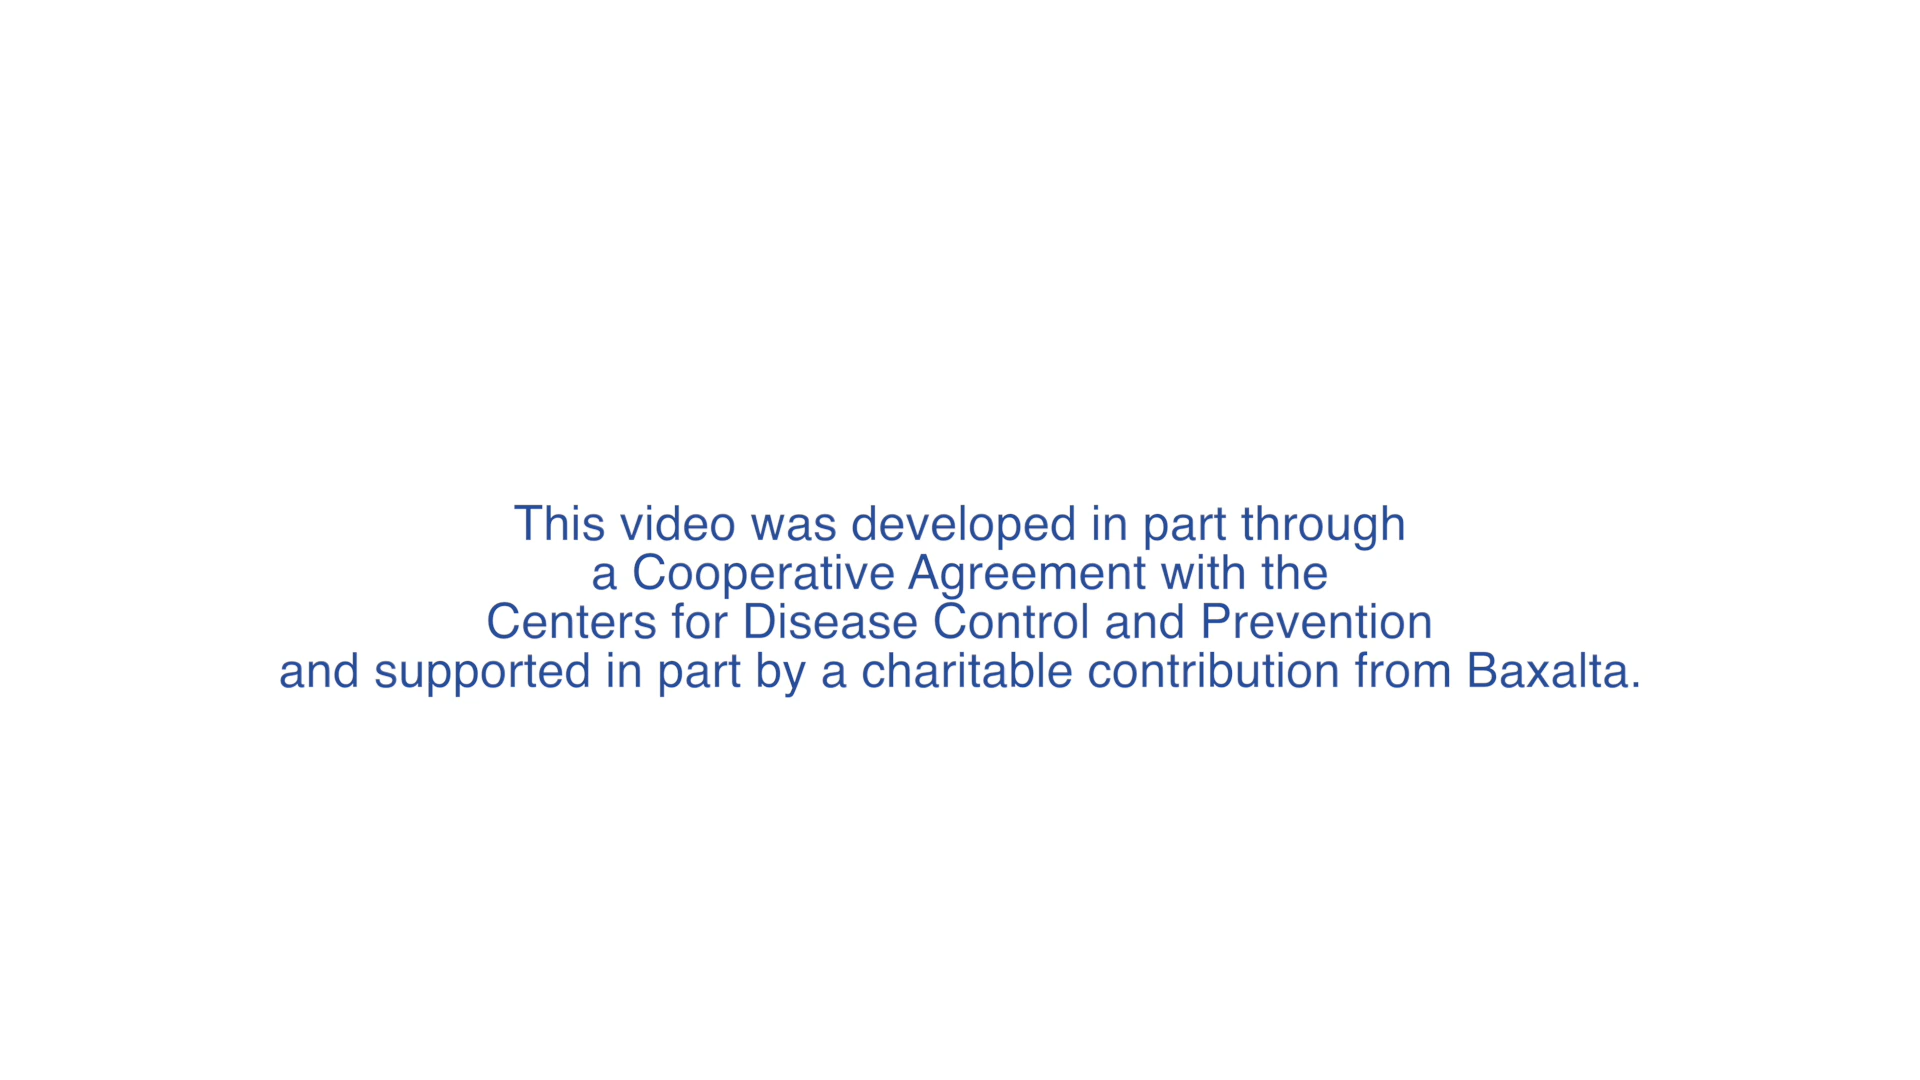 This video was developed in part through
a Cooperative Agreement with the
Centers for Disease Control and Prevention
and supported in part by a charitable contribution from Baxalta.